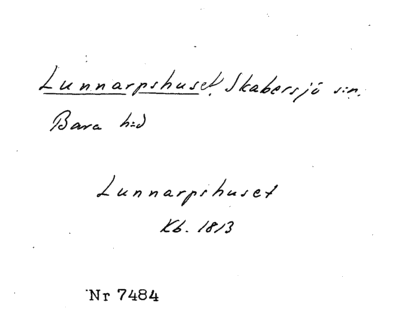 Lunnarpshuset, Skabersjö s:n.
Bara h:d
Lunnarpshuset
Kb. 1813
Nr 7484